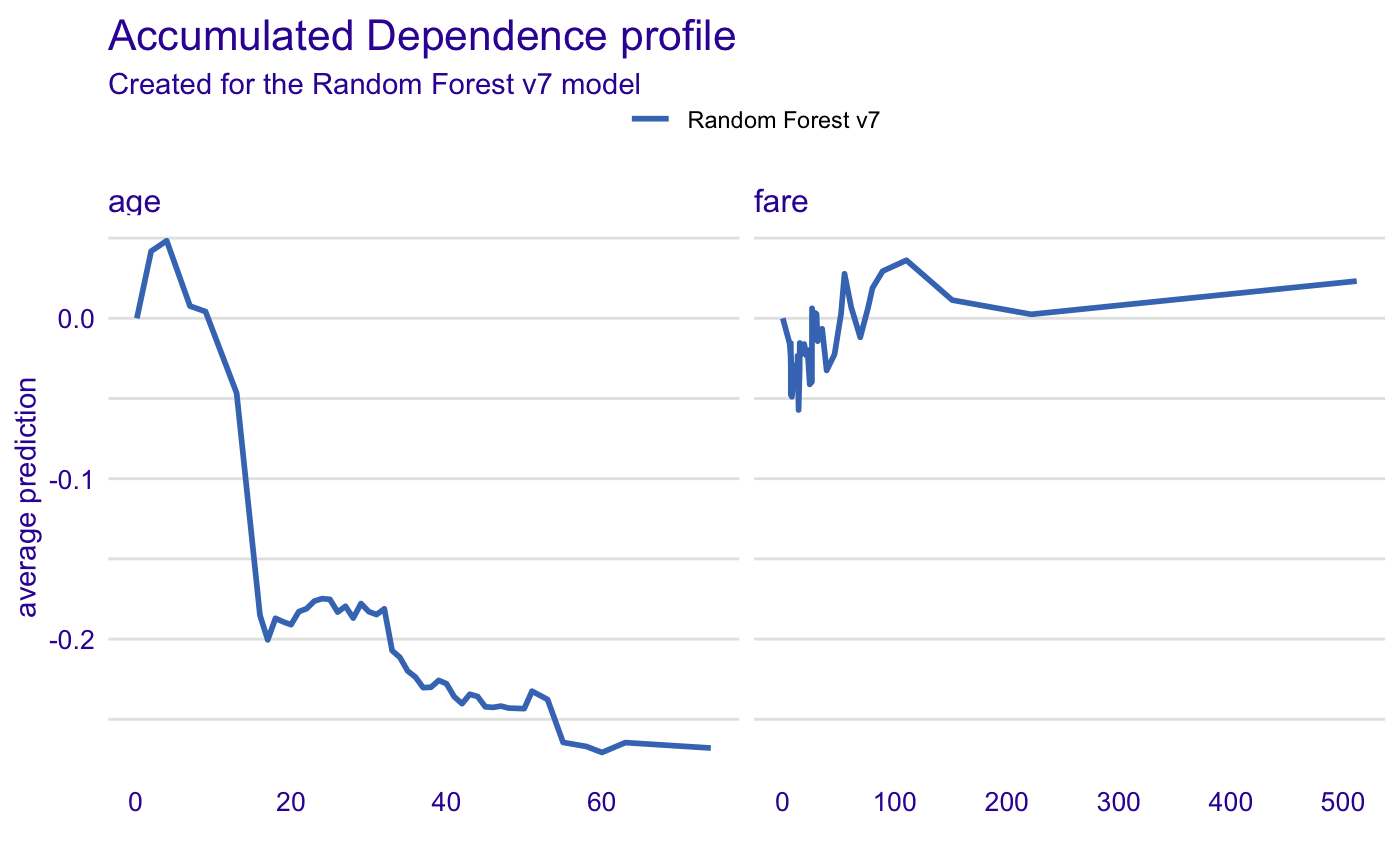 Accumulated Dependence profile
Created for the Random Forest v7 model
Random Forest v7
age
fare
average prediction
0.0
-0.1
-0.2
0 20 40 60
0 100 200 300 400 500